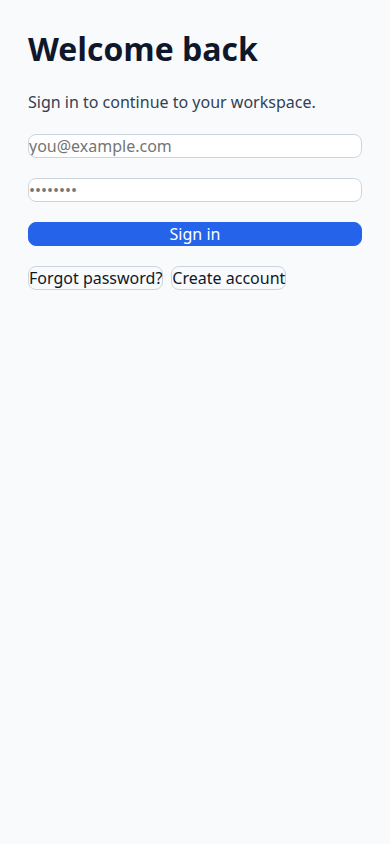 Welcome back
Sign in to continue to your workspace.
you@example.com
••••••••
Sign in
Forgot password? Create account